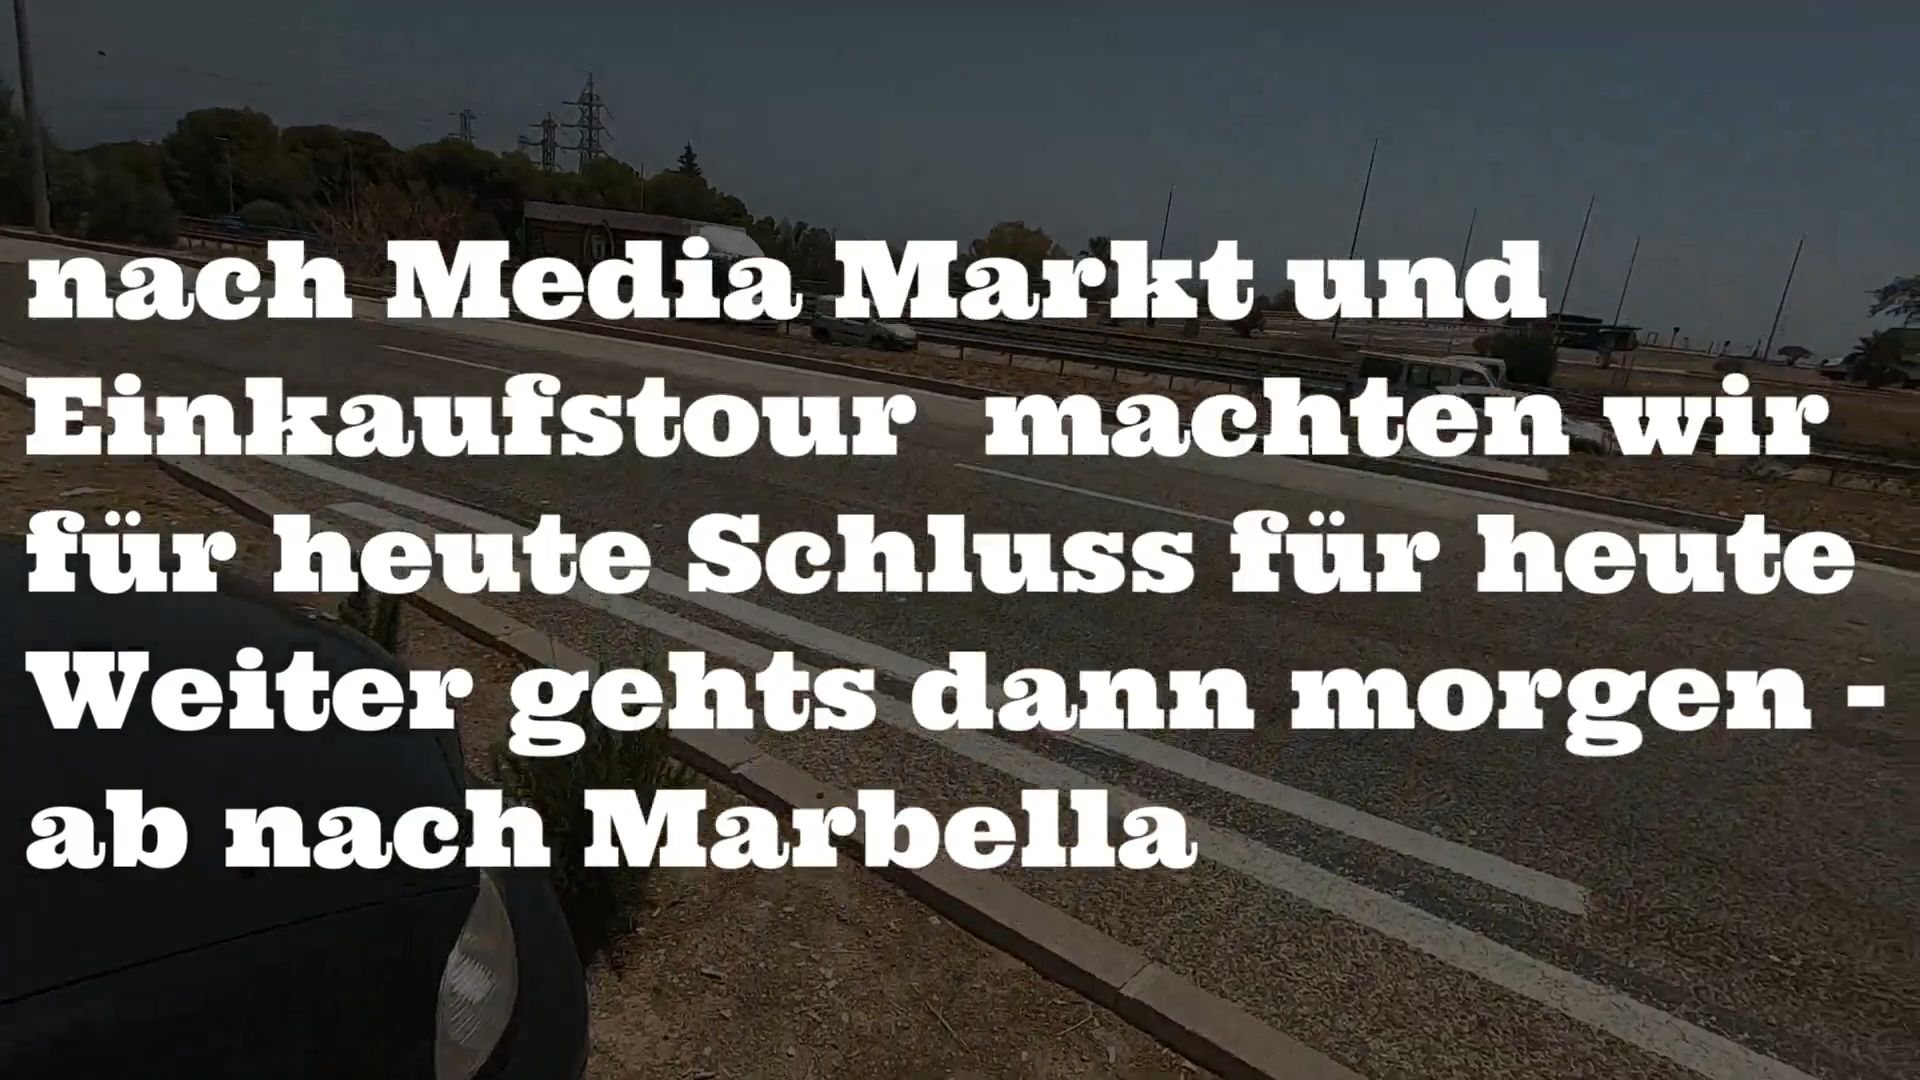 nach Media Markt und
Einkaufstour  machten wir
für heute Schluss für heute
Weiter gehts dann morgen -
ab nach Marbella